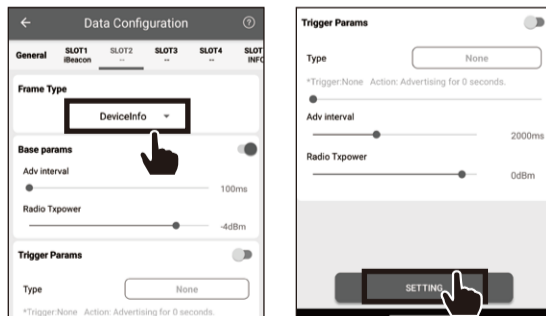 Data Configuration
General SLOT1 SLOT2 SLOT3 SLOT4 SLOT
iBeacon -- -- -- INFO
Frame Type
DeviceInfo
Base params
Adv interval
100ms
Radio Txpower
-4dBm
Trigger Params
Type None
*Trigger:None Action: Advertising for 0 seconds.
Trigger Params
Type None
*Trigger:None Action: Advertising for 0 seconds.
Adv interval
2000ms
Radio Txpower
0dBm
SETTING